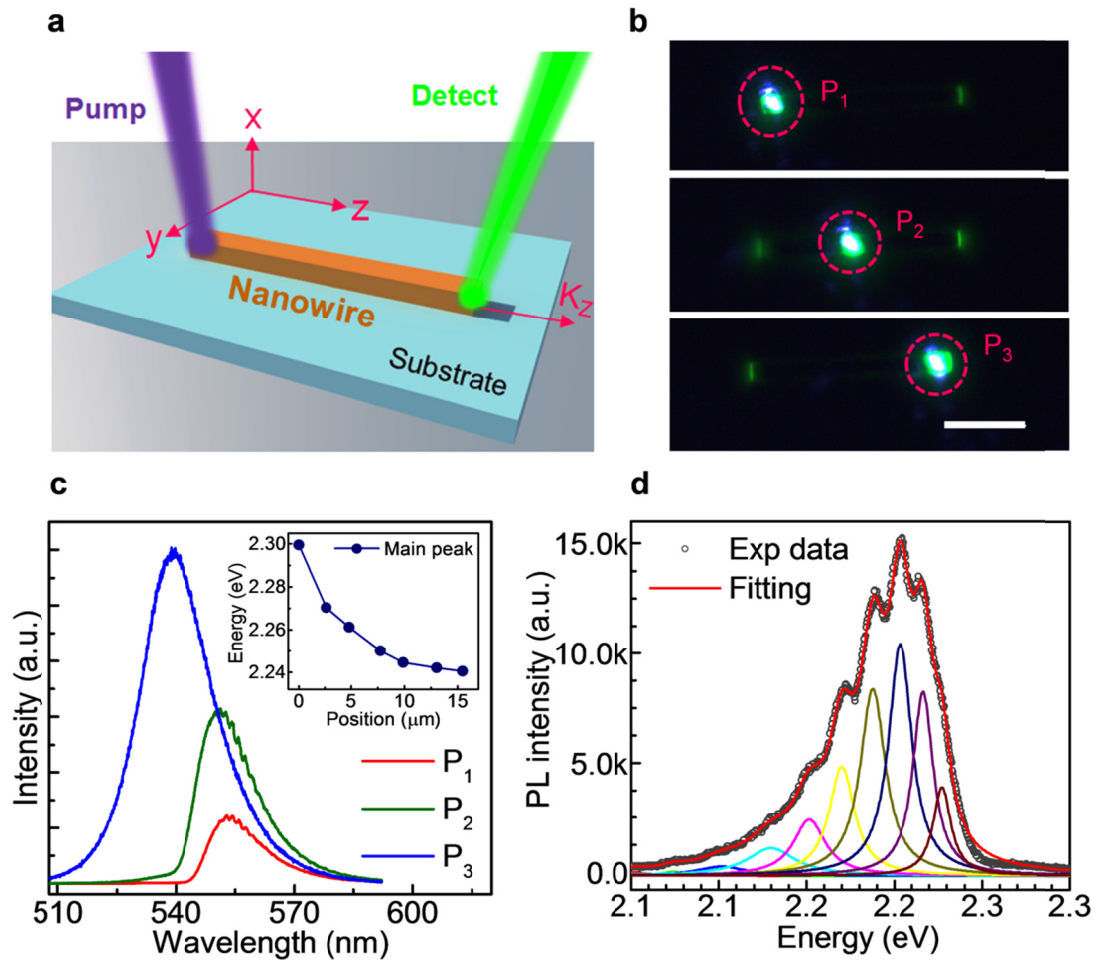 a
Pump
Detect
x
y
z
Nanowire
Kz
Substrate
b
P1
P2
P3
c
Intensity (a.u.)
510
540
570
600
Wavelength (nm)
2.30
2.28
2.26
2.24
Energy (eV)
0
5
10
15
Position (μm)
Main peak
P1
P2
P3
d
PL intensity (a.u.)
15.0k
10.0k
5.0k
0.0
Exp data
Fitting
2.1
2.1
2.2
2.2
2.3
2.3
Energy (eV)